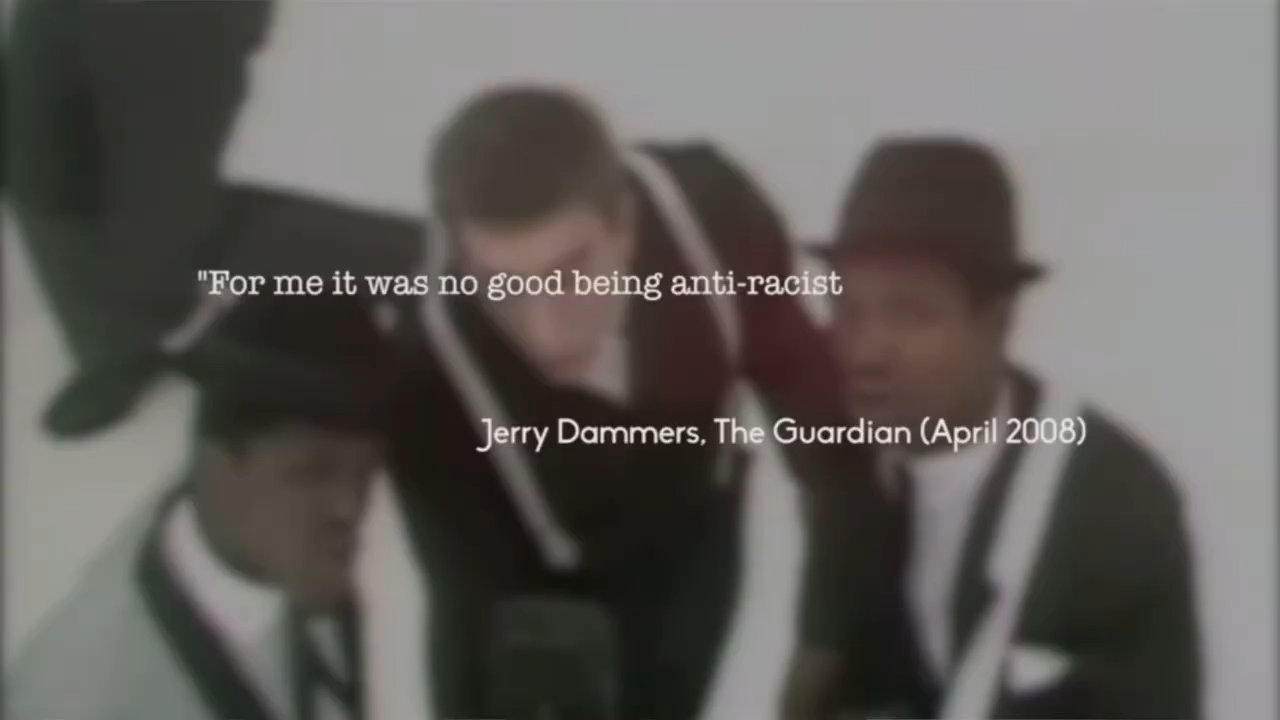 "For me it was no good being anti-racist
Jerry Dammers, The Guardian (April 2008)